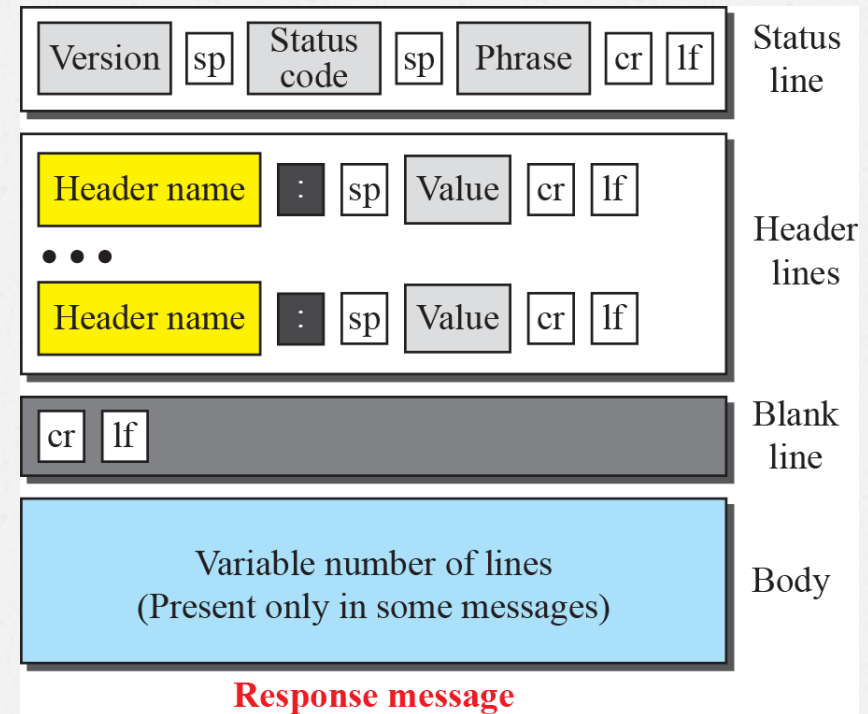 Version sp Status code sp Phrase cr lf
Status line
Header name : sp Value cr lf
•••
Header name : sp Value cr lf
Header lines
cr lf
Blank line
Variable number of lines
(Present only in some messages)
Body
Response message